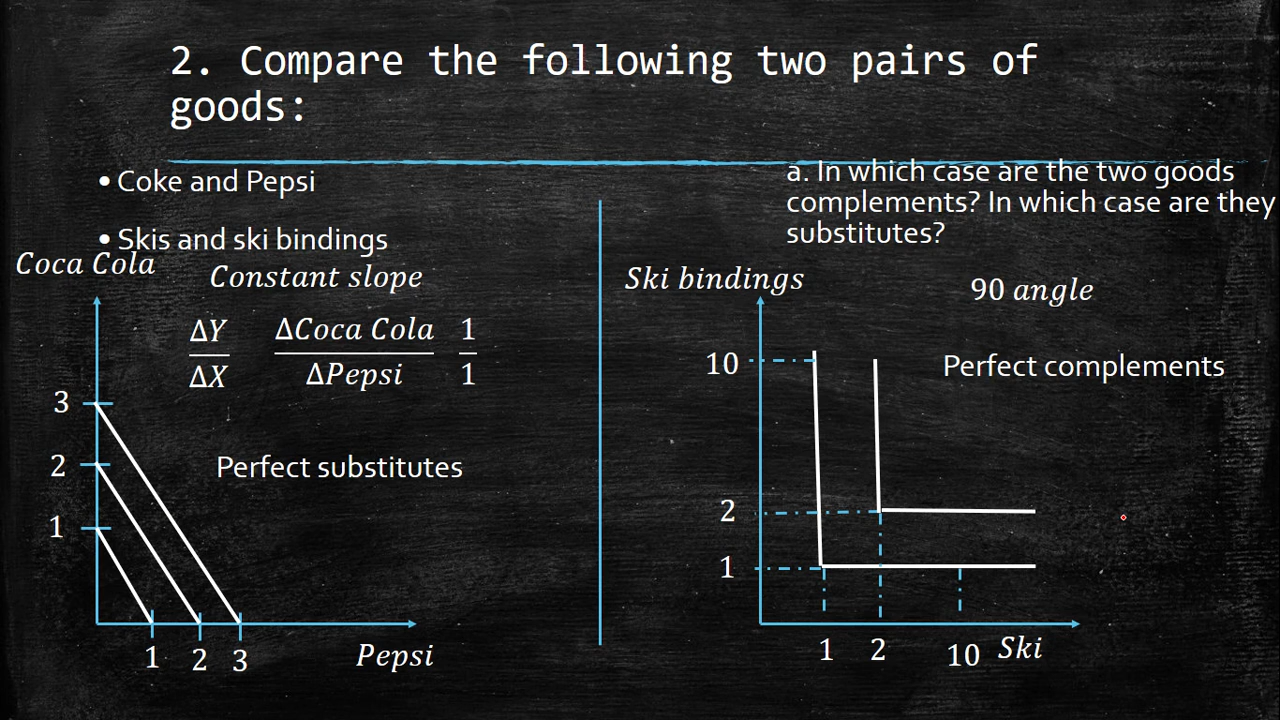 2. Compare the following two pairs of
goods:
• Coke and Pepsi
• Skis and ski bindings
a. In which case are the two goods
complements? In which case are they
substitutes?
Coca Cola
Constant slope
ΔY
ΔX
ΔCoca Cola
ΔPepsi
1
1
3
2
1
Perfect substitutes
1 2 3
Pepsi
Ski bindings
90 angle
10
Perfect complements
2
1
1 2 10
Ski